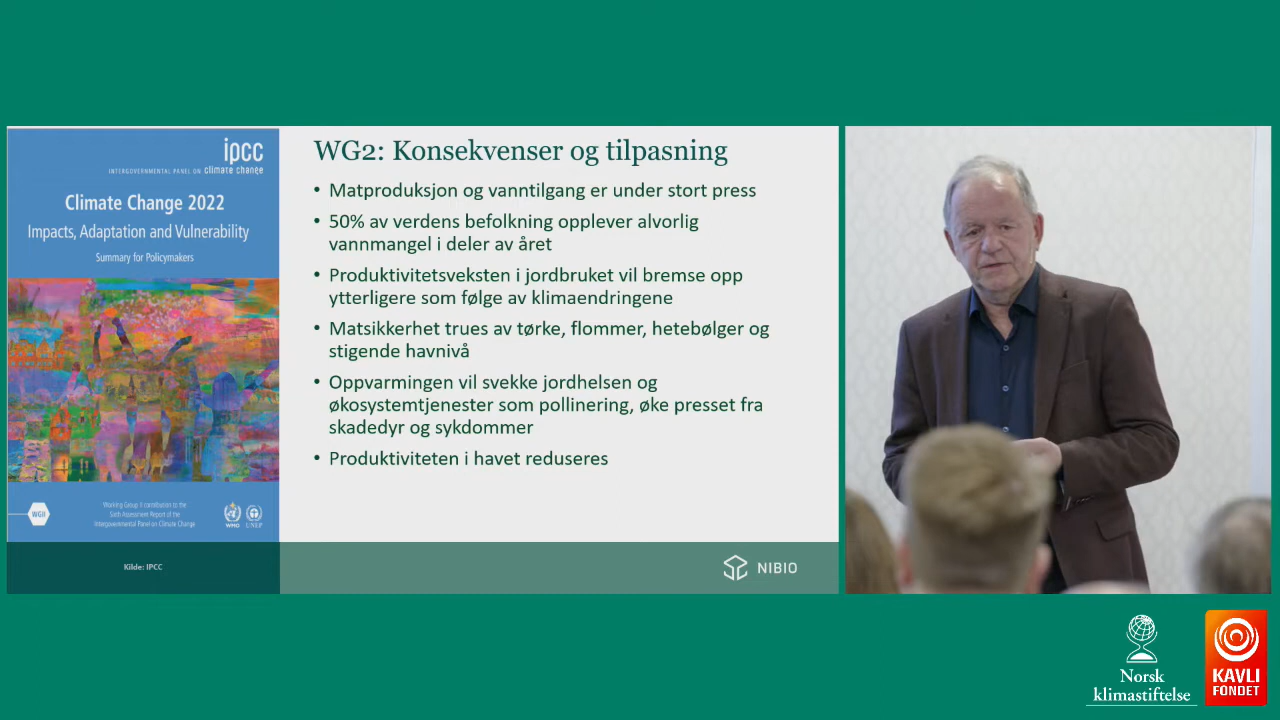 ipcc
INTERGOVERNMENTAL PANEL ON climate change
Climate Change 2022
Impacts, Adaptation and Vulnerability
Summary for Policymakers
WGII
Working Group II contribution to the
Sixth Assessment Report of the
Intergovernmental Panel on Climate Change
WMO UNEP
Kilde: IPCC
WG2: Konsekvenser og tilpasning
• Matproduksjon og vanntilgang er under stort press
• 50% av verdens befolkning opplever alvorlig
vannmangel i deler av året
• Produktivitetsveksten i jordbruket vil bremse opp
ytterligere som følge av klimaendringene
• Matsikkerhet trues av tørke, flommer, hetebølger og
stigende havnivå
• Oppvarmingen vil svekke jordhelsen og
økosystemtjenester som pollinering, øke presset fra
skadedyr og sykdommer
• Produktiviteten i havet reduseres
NIBIO
Norsk
klimastiftelse
KAVLI
FONDET